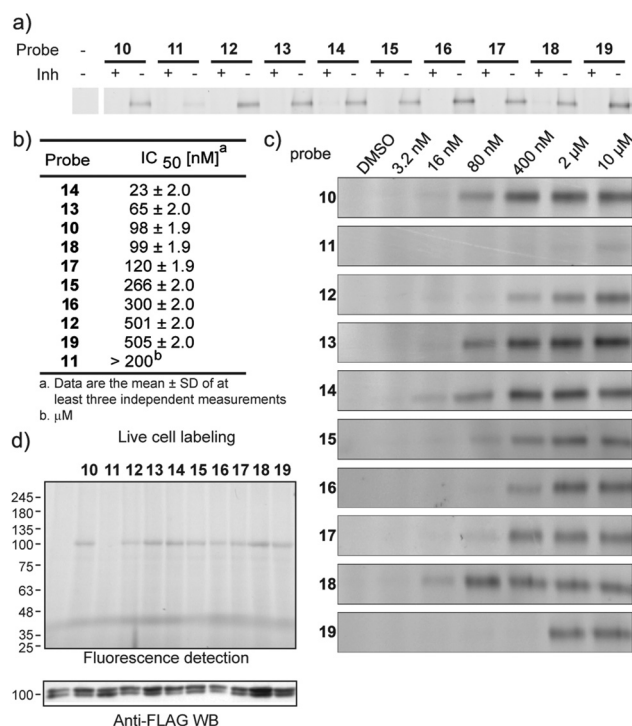 a)
Probe - 10 11 12 13 14 15 16 17 18 19
Inh - + - + - + - + - + - + - + - + - + - + -
b)
Probe IC 50 [nM]a
14 23 ± 2.0
13 65 ± 2.0
10 98 ± 1.9
18 99 ± 1.9
17 120 ± 1.9
15 266 ± 2.0
16 300 ± 2.0
12 501 ± 2.0
19 505 ± 2.0
11 > 200b
a. Data are the mean ± SD of at
least three independent measurements
b. μM
c)
probe DMSO 3.2 nM 16 nM 80 nM 400 nM 2 μM 10 μM
10
11
12
13
14
15
16
17
18
19
d)
Live cell labeling
10 11 12 13 14 15 16 17 18 19
245
180
135
100
75
63
48
35
25
Fluorescence detection
100
Anti-FLAG WB